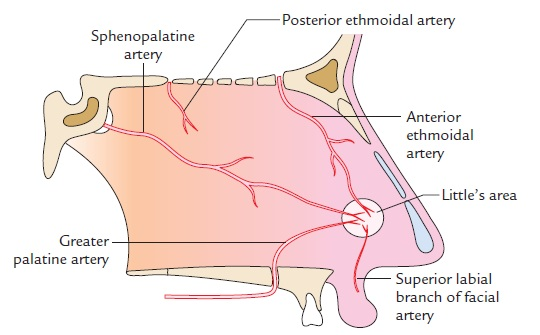 Posterior ethmoidal artery
Sphenopalatine
artery
Anterior
ethmoidal
artery
Little's area
Greater
palatine artery
Superior labial
branch of facial
artery